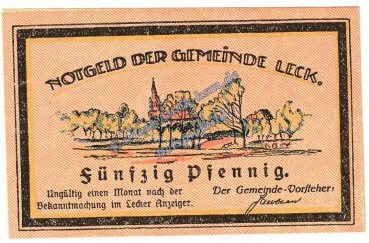 NOTGELD DER GEMEINDE LECK.
Fünfzig Pfennig.
Ungültig einen Monat nach der
Bekanntmachung im Lecker Anzeiger.
Der Gemeinde-Vorsteher: